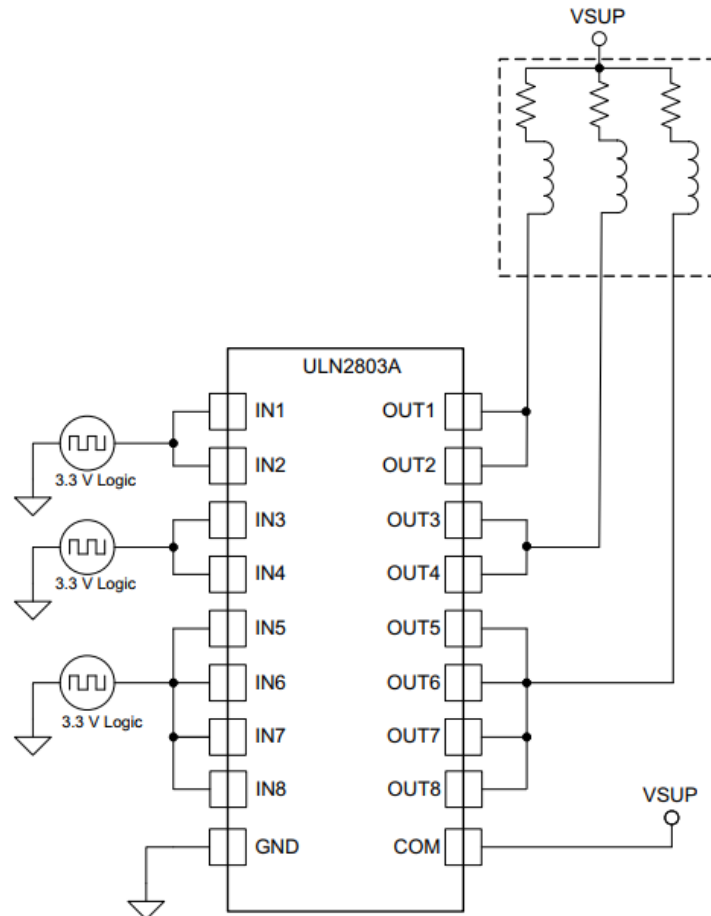 VSUP
ULN2803A
IN1
OUT1
IN2
OUT2
3.3 V Logic
IN3
OUT3
IN4
OUT4
3.3 V Logic
IN5
OUT5
IN6
OUT6
3.3 V Logic
IN7
OUT7
IN8
OUT8
VSUP
GND
COM